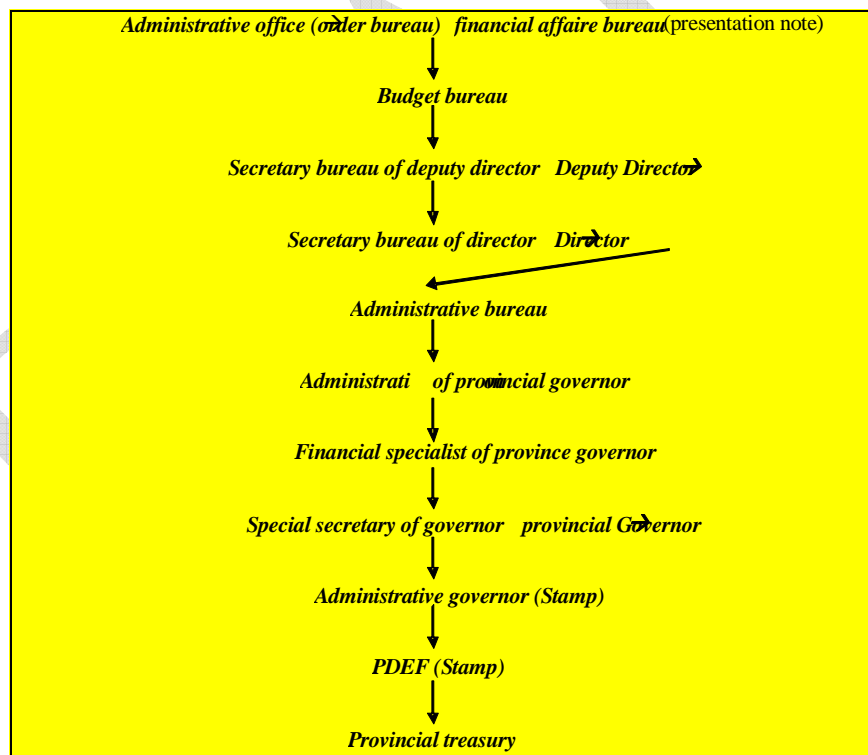 Administrative office (order bureau) → financial affaire bureau (presentation note)
Budget bureau
Secretary bureau of deputy director → Deputy Director
Secretary bureau of director → Director
Administrative bureau
Administration of provincial governor
Financial specialist of province governor
Special secretary of governor → provincial Governor
Administrative governor (Stamp)
PDEF (Stamp)
Provincial treasury